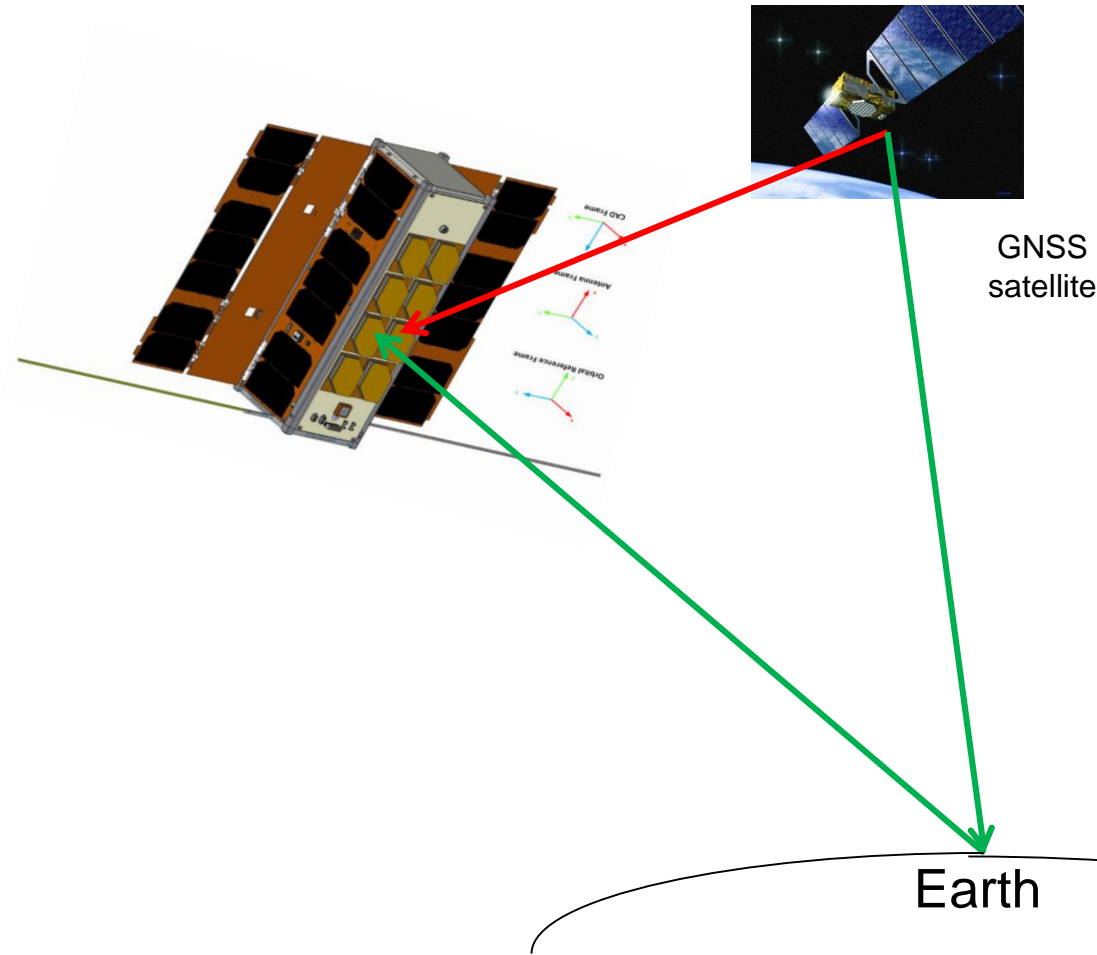 GNSS
satellite
CAD Frame
Antenna Frame
Orbital Reference Frame
Earth